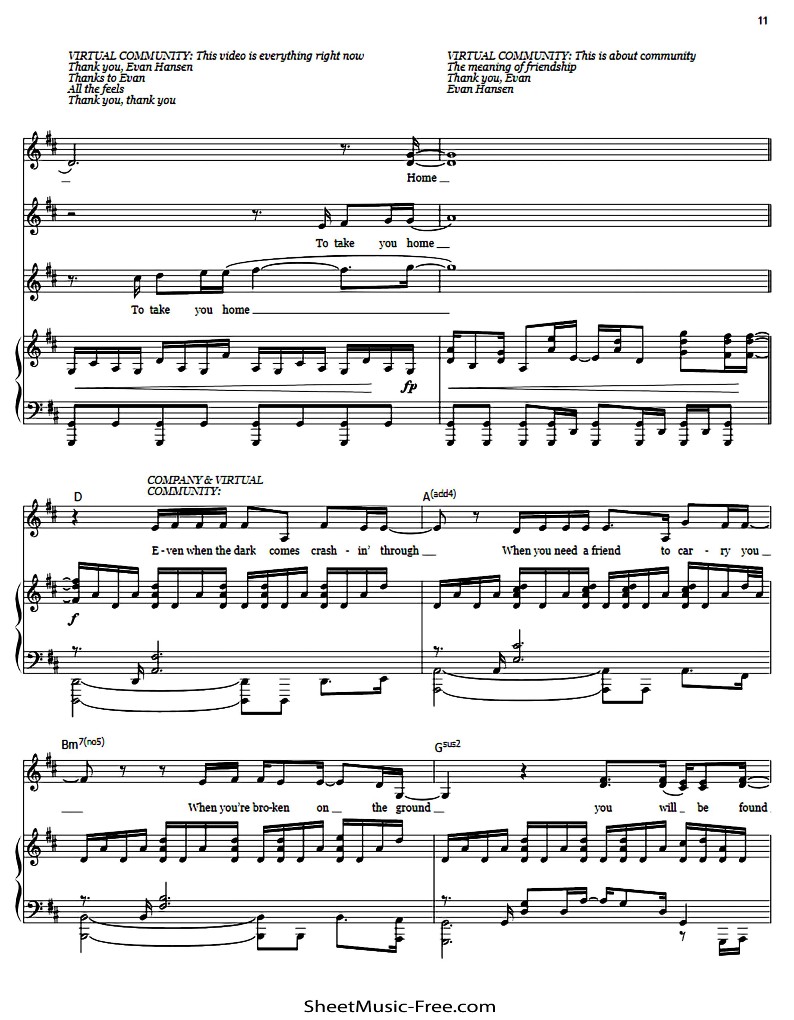 11
VIRTUAL COMMUNITY: This video is everything right now
Thank you, Evan Hansen
Thanks to Evan
All the feels
Thank you, thank you
VIRTUAL COMMUNITY: This is about community
The meaning of friendship
Thank you, Evan
Evan Hansen
Home
To take you home
To take you home
fp
COMPANY & VIRTUAL
COMMUNITY:
D A(add4)
E - ven when the dark comes crash - in' through When you need a friend to car - ry you
f
Bm7(no5) Gsus2
When you're bro-ken on the ground you will be found
SheetMusic-Free.com